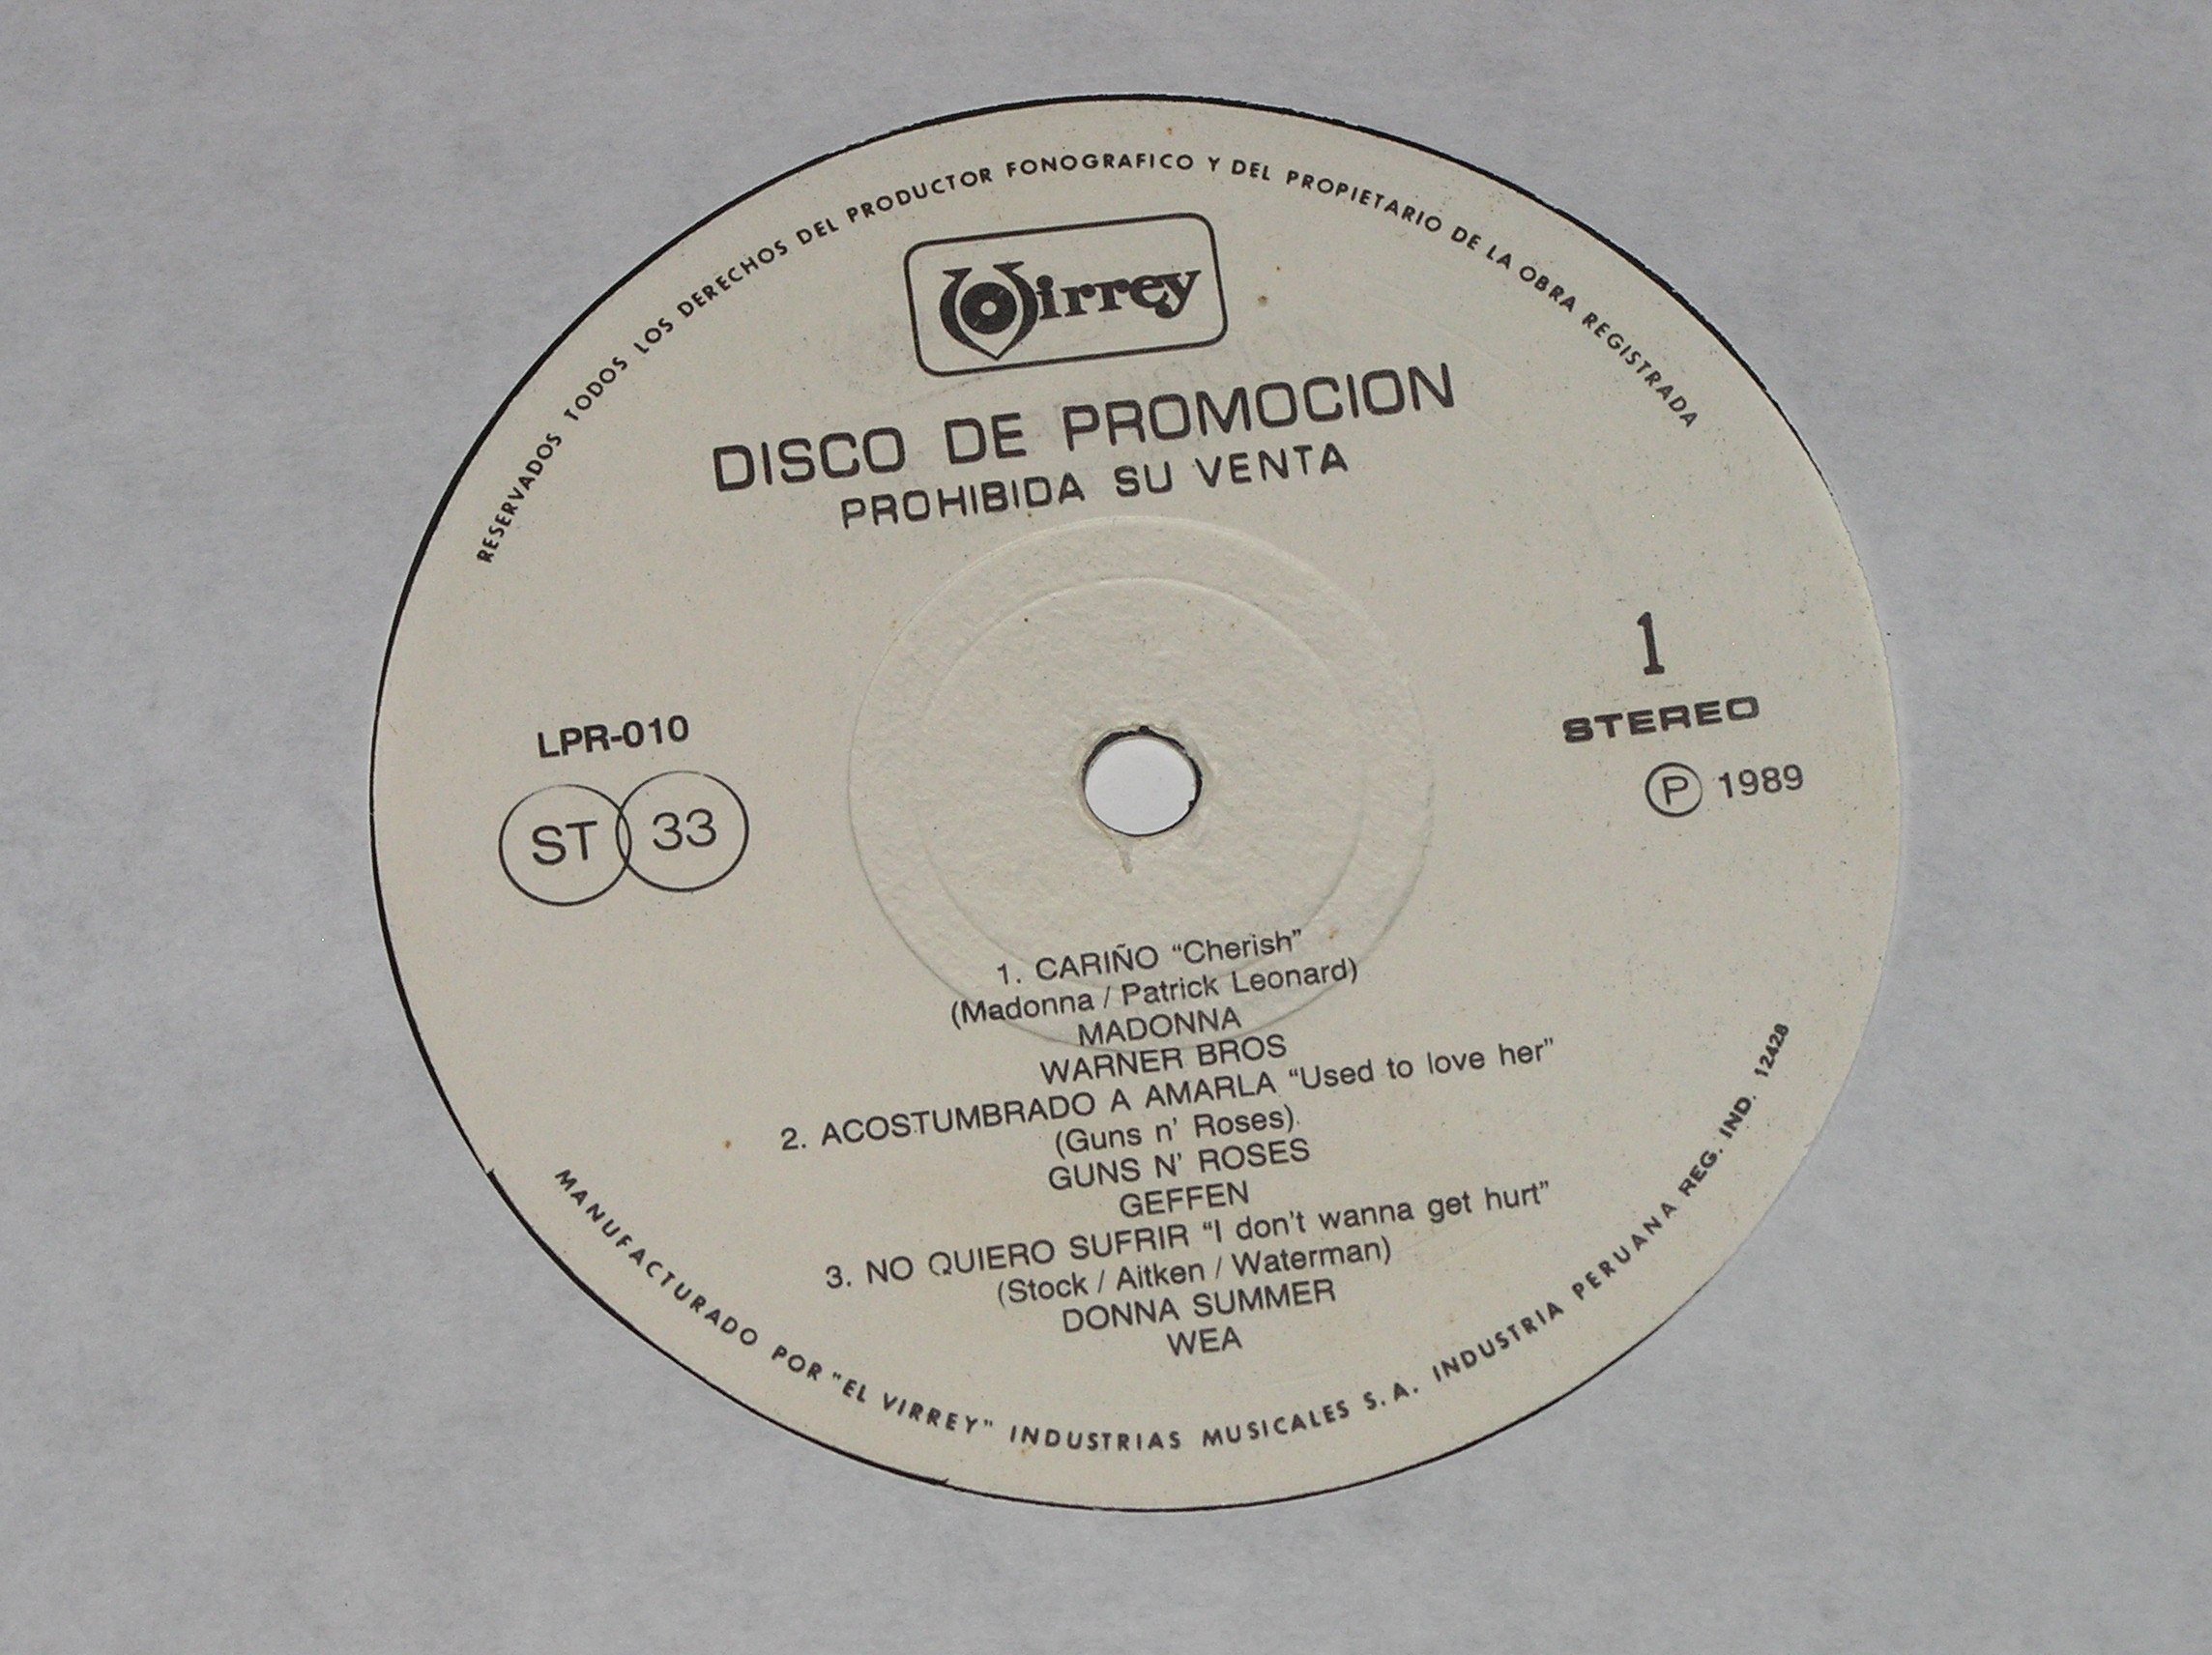 RESERVADOS TODOS LOS DERECHOS DEL PRODUCTOR FONOGRAFICO Y DEL PROPIETARIO DE LA OBRA REGISTRADA
Virrey
DISCO DE PROMOCION
PROHIBIDA SU VENTA
1
STEREO
Ⓟ 1989
LPR-010
ST 33
1. CARIÑO “Cherish”
(Madonna / Patrick Leonard)
MADONNA
WARNER BROS
2. ACOSTUMBRADO A AMARLA “Used to love her”
(Guns n’ Roses)
GUNS N’ ROSES
GEFFEN
3. NO QUIERO SUFRIR “I don’t wanna get hurt”
(Stock / Aitken / Waterman)
DONNA SUMMER
WEA
MANUFACTURADO POR "EL VIRREY" INDUSTRIAS MUSICALES S.A. INDUSTRIA PERUANA REG. IND. 12428